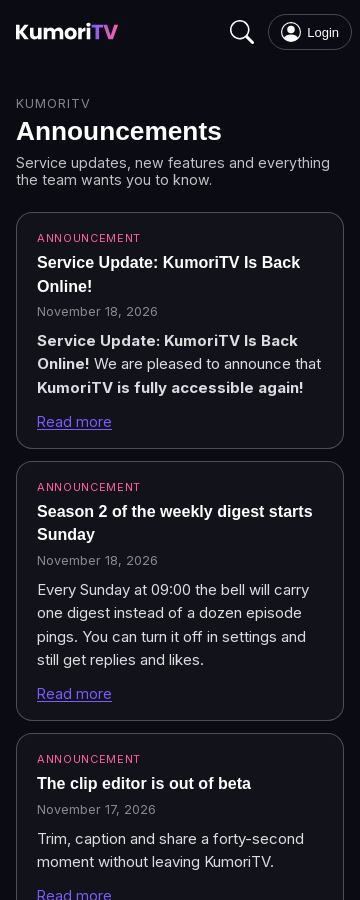 KumoriTV
Login
KUMORITV
Announcements
Service updates, new features and everything
the team wants you to know.
ANNOUNCEMENT
Service Update: KumoriTV Is Back
Online!
November 18, 2026
Service Update: KumoriTV Is Back
Online! We are pleased to announce that
KumoriTV is fully accessible again!
Read more
ANNOUNCEMENT
Season 2 of the weekly digest starts
Sunday
November 18, 2026
Every Sunday at 09:00 the bell will carry
one digest instead of a dozen episode
pings. You can turn it off in settings and
still get replies and likes.
Read more
ANNOUNCEMENT
The clip editor is out of beta
November 17, 2026
Trim, caption and share a forty-second
moment without leaving KumoriTV.
Read more